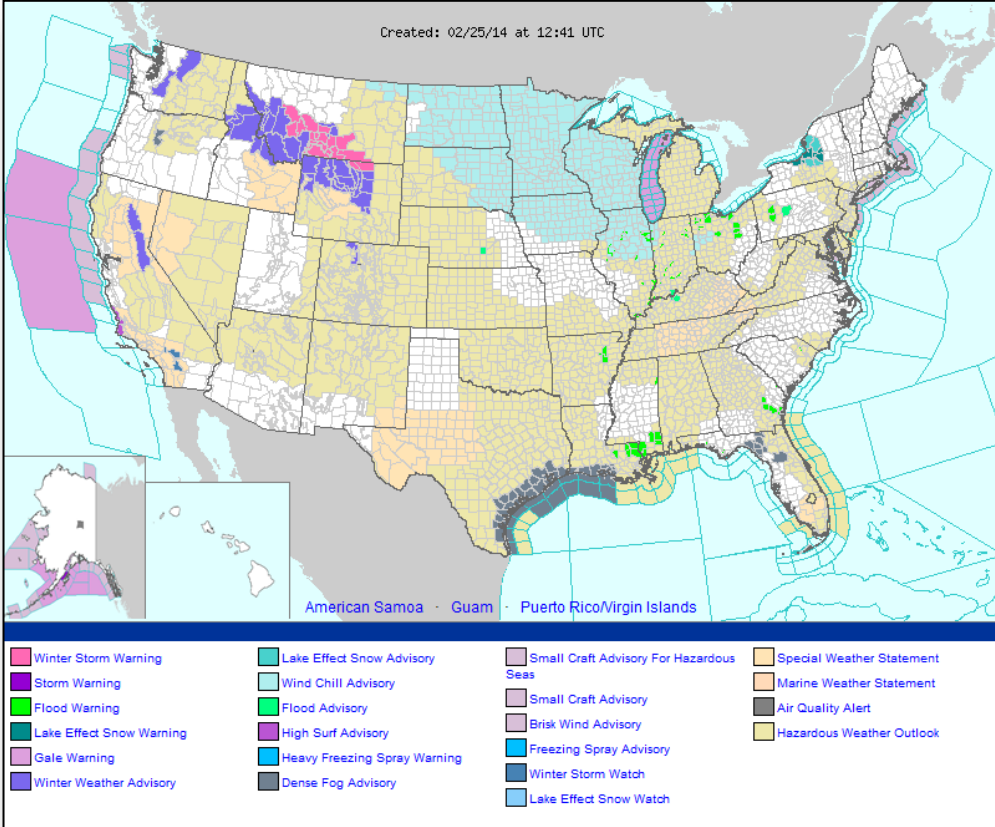 Created: 02/25/14 at 12:41 UTC
American Samoa · Guam · Puerto Rico/Virgin Islands
Winter Storm Warning
Storm Warning
Flood Warning
Lake Effect Snow Warning
Gale Warning
Winter Weather Advisory
Lake Effect Snow Advisory
Wind Chill Advisory
Flood Advisory
High Surf Advisory
Heavy Freezing Spray Warning
Dense Fog Advisory
Small Craft Advisory For Hazardous
Seas
Small Craft Advisory
Brisk Wind Advisory
Freezing Spray Advisory
Winter Storm Watch
Lake Effect Snow Watch
Special Weather Statement
Marine Weather Statement
Air Quality Alert
Hazardous Weather Outlook